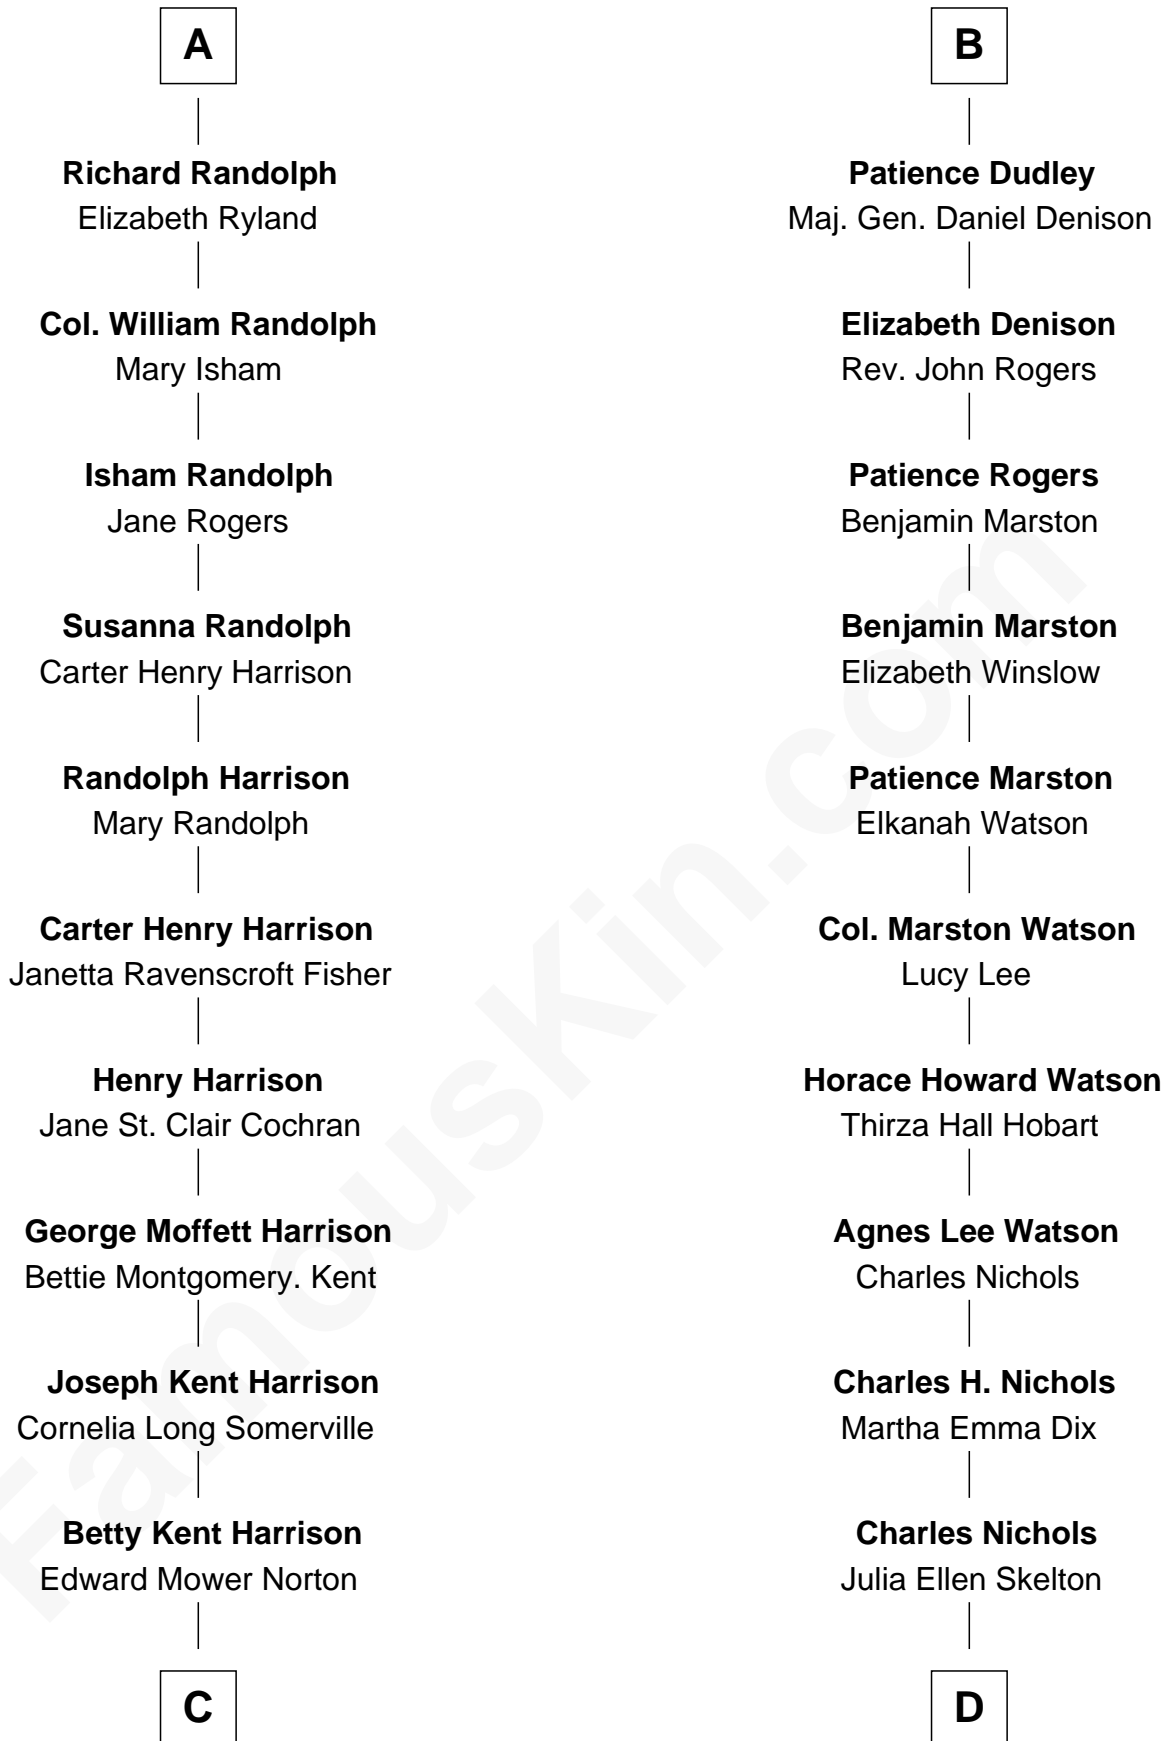 A
Richard Randolph
Elizabeth Ryland
Col. William Randolph
Mary Isham
Isham Randolph
Jane Rogers
Susanna Randolph
Carter Henry Harrison
Randolph Harrison
Mary Randolph
Carter Henry Harrison
Janetta Ravenscroft Fisher
Henry Harrison
Jane St. Clair Cochran
George Moffett Harrison
Bettie Montgomery. Kent
Joseph Kent Harrison
Cornelia Long Somerville
Betty Kent Harrison
Edward Mower Norton
C
B
Patience Dudley
Maj. Gen. Daniel Denison
Elizabeth Denison
Rev. John Rogers
Patience Rogers
Benjamin Marston
Benjamin Marston
Elizabeth Winslow
Patience Marston
Elkanah Watson
Col. Marston Watson
Lucy Lee
Horace Howard Watson
Thirza Hall Hobart
Agnes Lee Watson
Charles Nichols
Charles H. Nichols
Martha Emma Dix
Charles Nichols
Julia Ellen Skelton
D
FamousKin.com